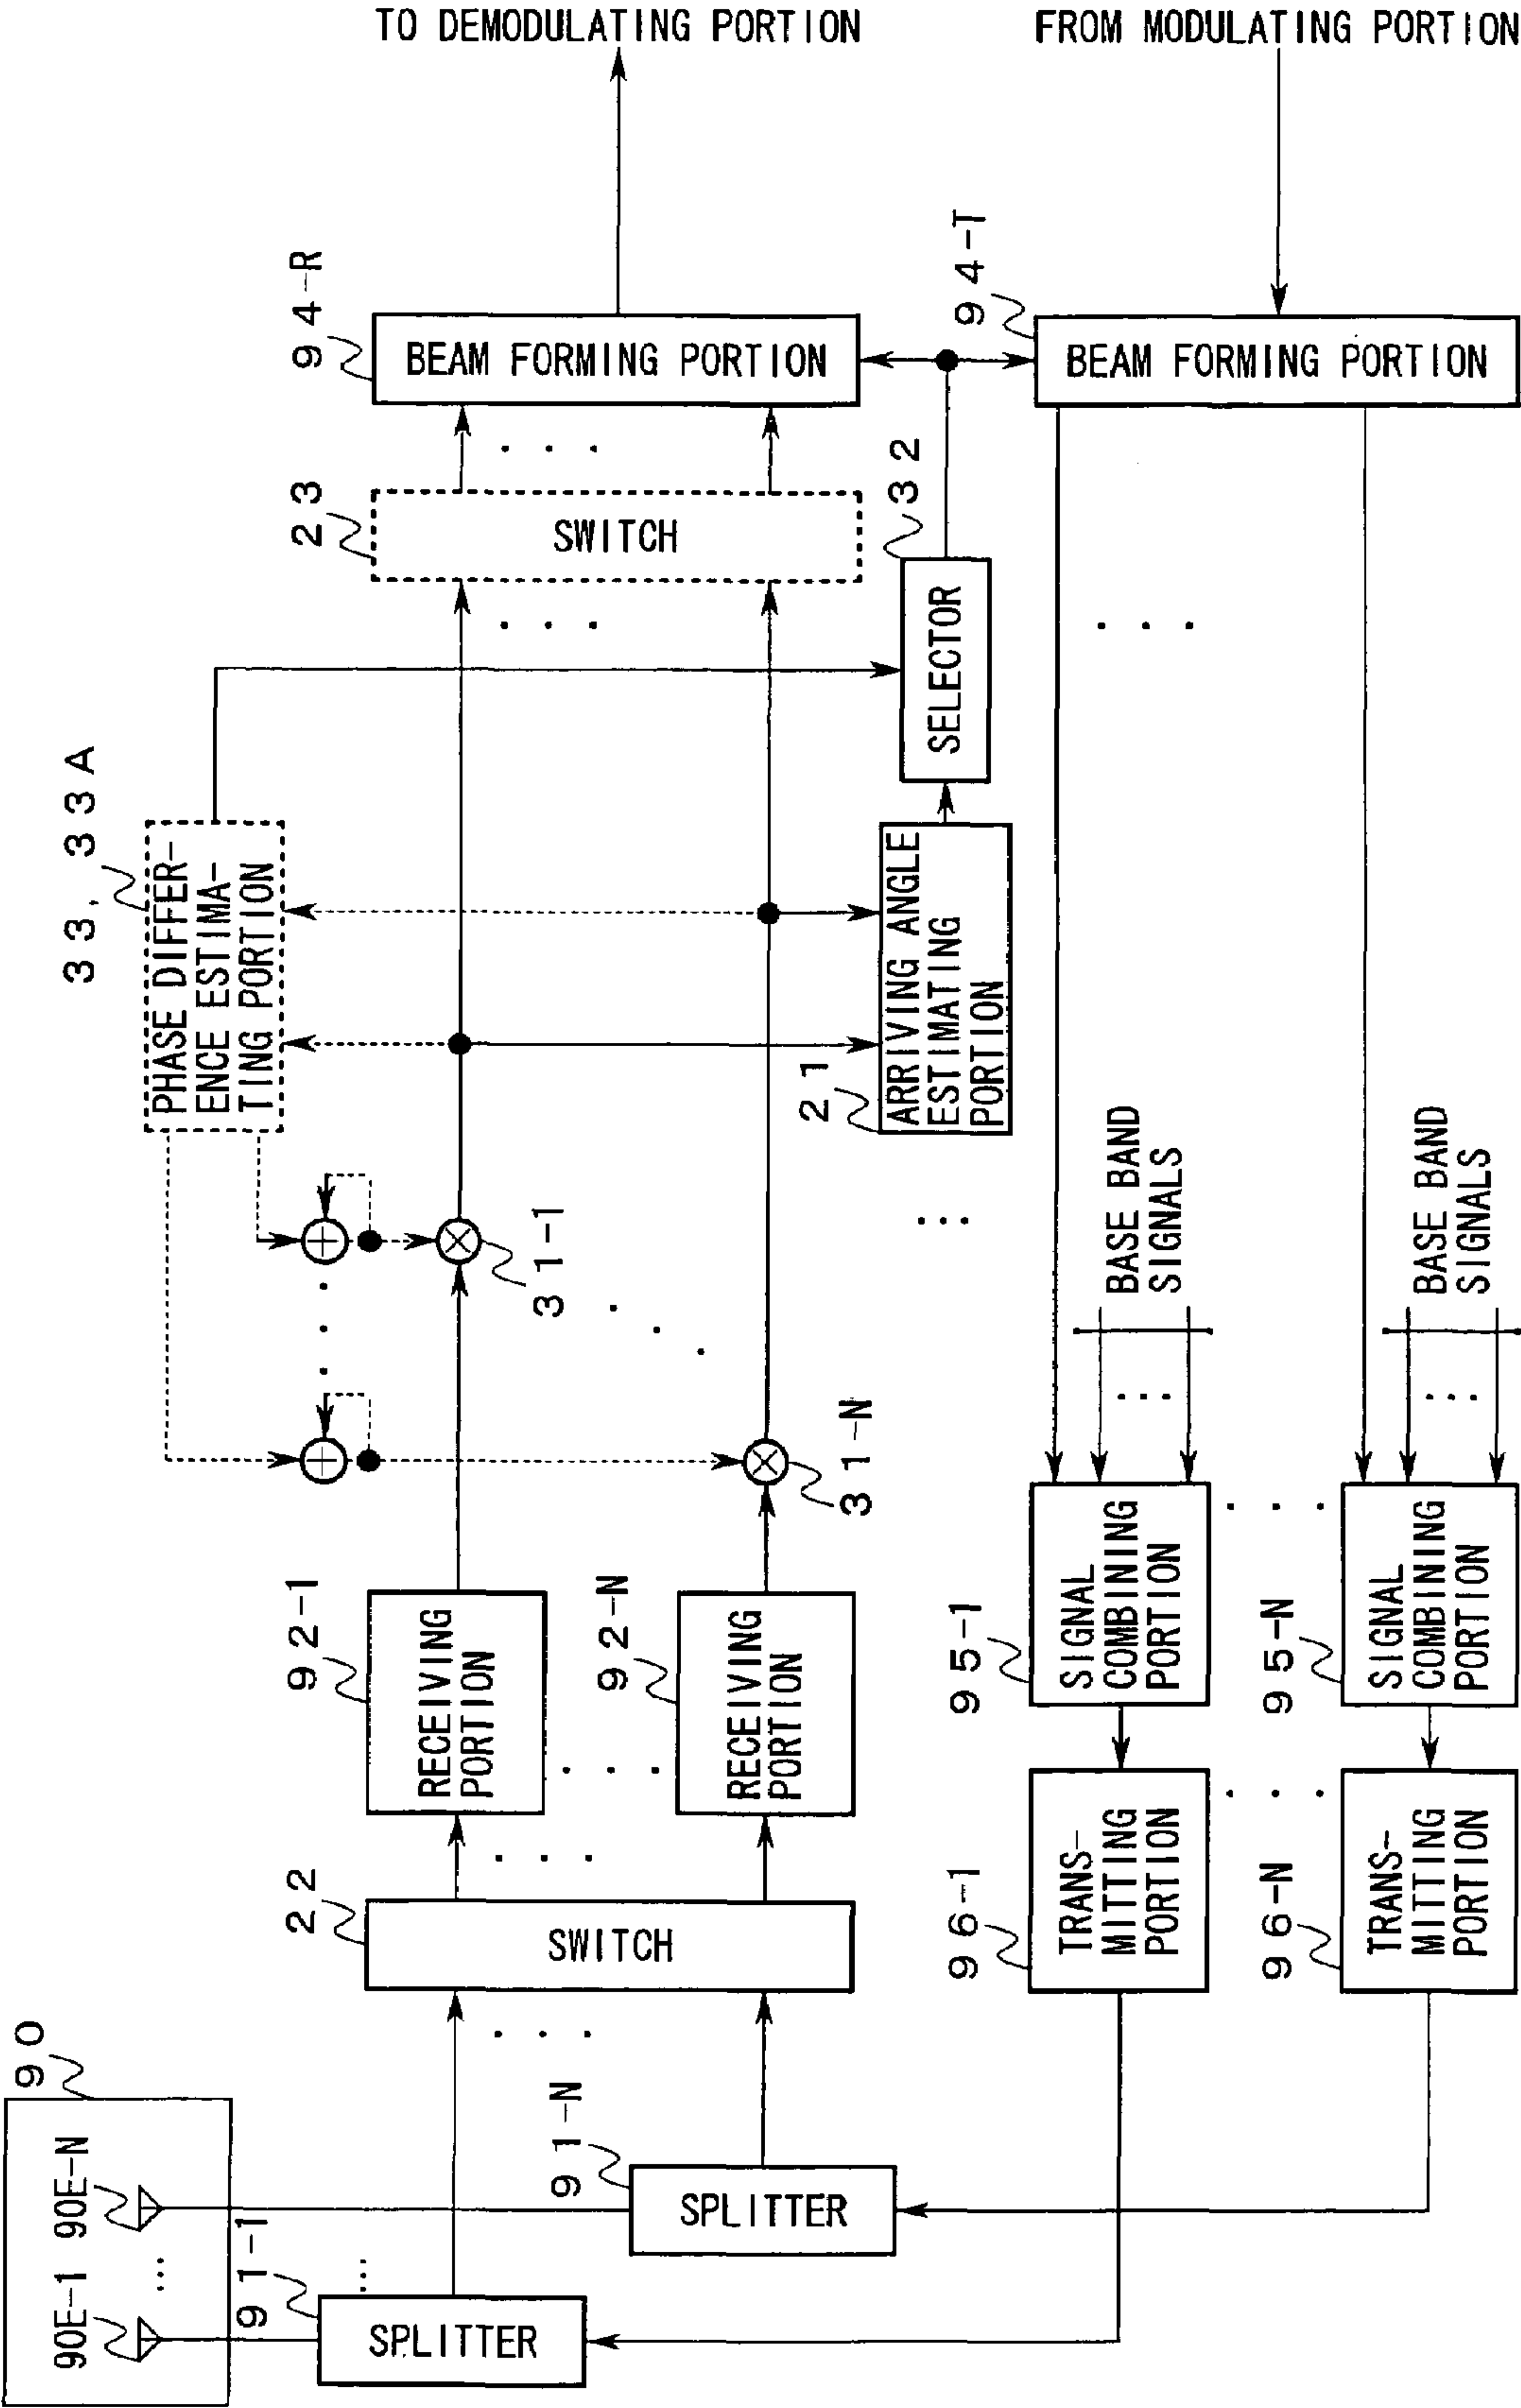 TO DEMODULATING PORTION
FROM MODULATING PORTION
94-R
BEAM FORMING PORTION
94-T
BEAM FORMING PORTION
23
SWITCH
32
SELECTOR
33, 33A
PHASE DIFFER-
ENCE ESTIMA-
TING PORTION
21
ARRIVING ANGLE
ESTIMATING
PORTION
31-1
31-N
BASE BAND
SIGNALS
BASE BAND
SIGNALS
92-1
RECEIVING
PORTION
92-N
RECEIVING
PORTION
95-1
SIGNAL
COMBINING
PORTION
95-N
SIGNAL
COMBINING
PORTION
22
SWITCH
96-1
TRANS-
MITTING
PORTION
96-N
TRANS-
MITTING
PORTION
90
90E-1
90E-N
91-1
SPLITTER
91-N
SPLITTER